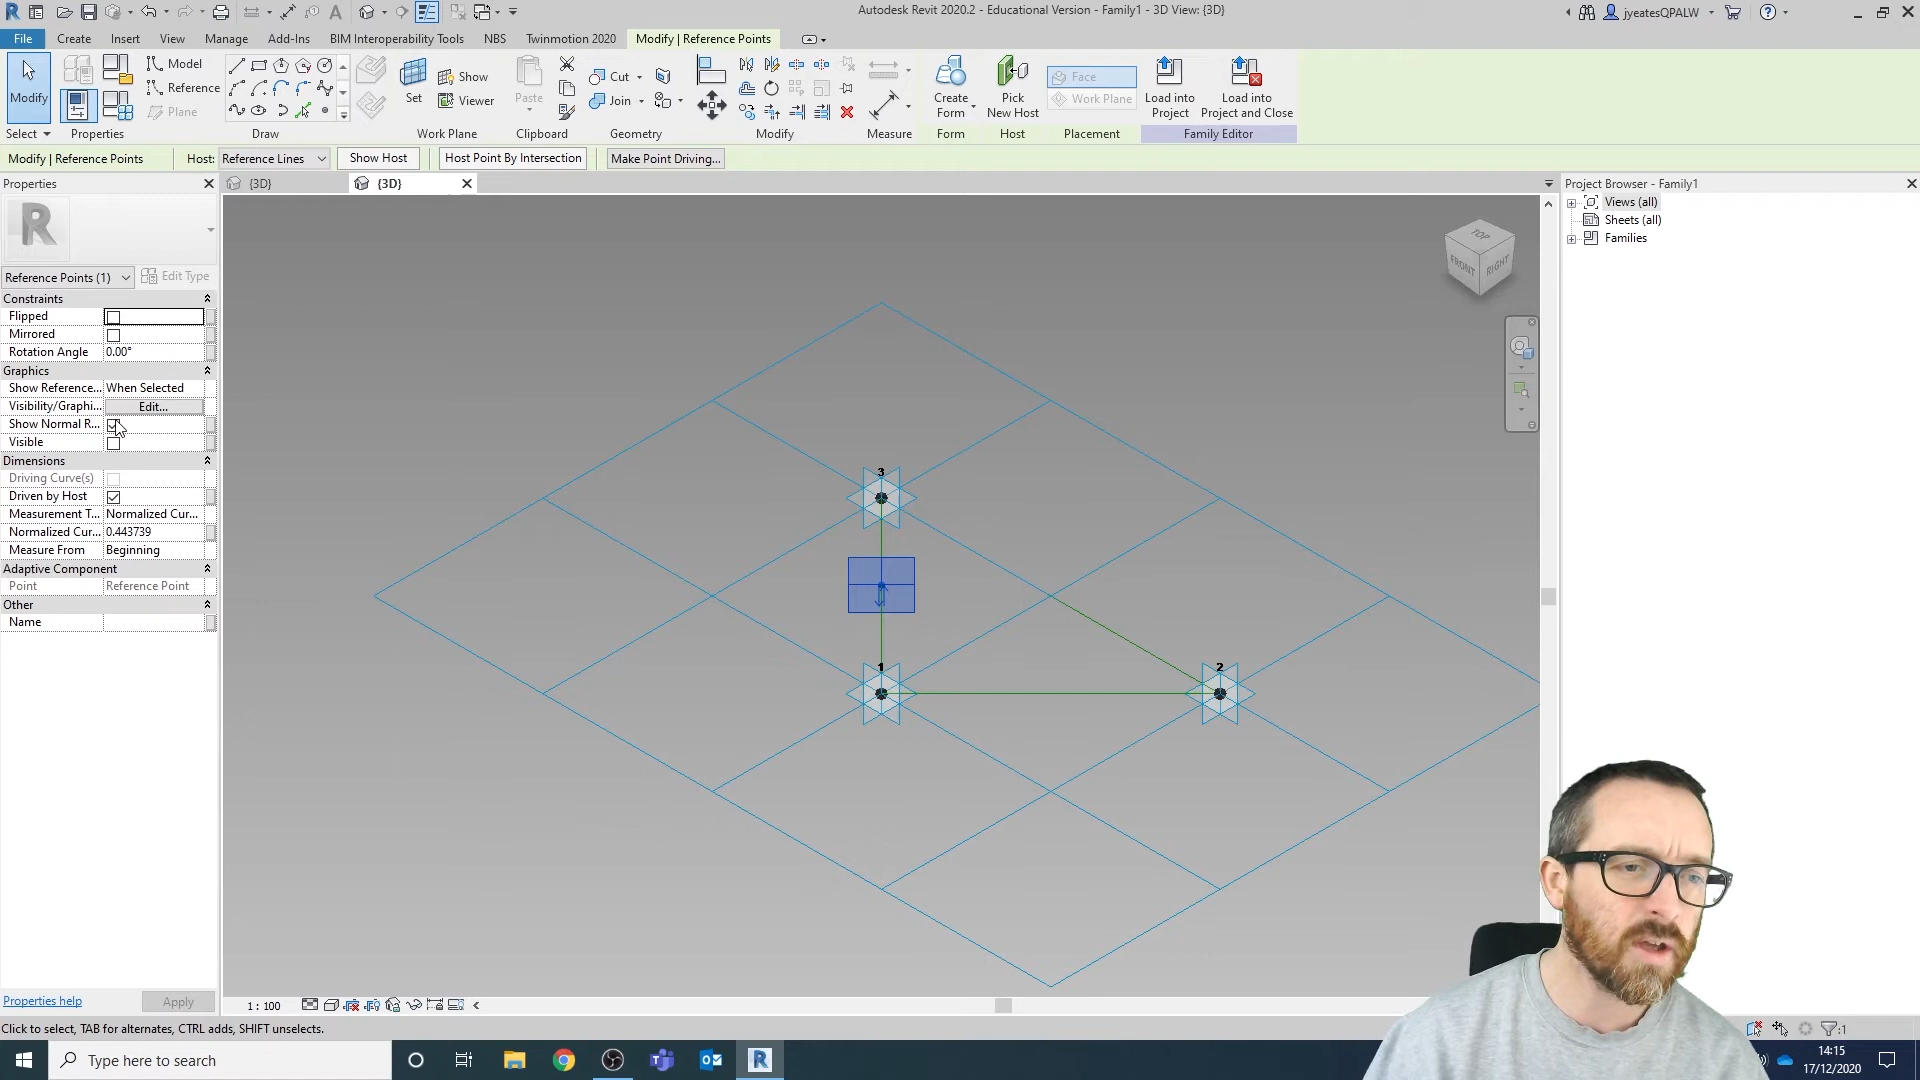 Autodesk Revit 2020.2 - Educational Version - Family1 - 3D View: {3D}
jyeatesQPALW
File Create Insert View Manage Add-Ins BIM Interoperability Tools NBS Twinmotion 2020 Modify | Reference Points
Modify
Model
Reference
Plane
Set
Show
Viewer
Paste
Cut
Join
Create Form
Pick New Host
Face
Work Plane
Load into Project
Load into Project and Close
Select Properties Draw Work Plane Clipboard Geometry Modify Measure Form Host Placement Family Editor
Modify | Reference Points Host: Reference Lines Show Host Host Point By Intersection Make Point Driving...
Properties
{3D}
{3D}
Project Browser - Family1
Views (all)
Sheets (all)
Families
R
Reference Points (1) Edit Type
Constraints
Flipped
Mirrored
Rotation Angle 0.00°
Graphics
Show Reference... When Selected
Visibility/Graphi... Edit...
Show Normal R...
Visible
Dimensions
Driving Curve(s)
Driven by Host
Measurement T... Normalized Cur...
Normalized Cur... 0.443739
Measure From Beginning
Adaptive Component
Point Reference Point
Other
Name
Properties help Apply
TOP
FRONT
RIGHT
3
1
2
1 : 100
Click to select, TAB for alternates, CTRL adds, SHIFT unselects.
:1
Type here to search
14:15
17/12/2020